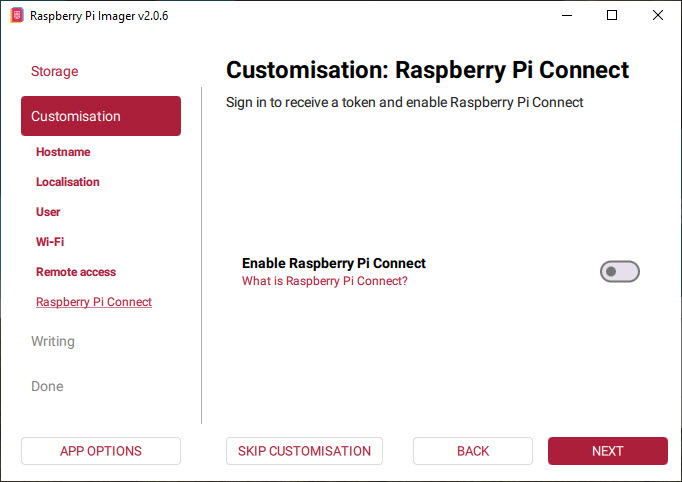 Raspberry Pi Imager v2.0.6
Storage
Customisation
Hostname
Localisation
User
Wi-Fi
Remote access
Raspberry Pi Connect
Writing
Done
APP OPTIONS
Customisation: Raspberry Pi Connect
Sign in to receive a token and enable Raspberry Pi Connect
Enable Raspberry Pi Connect
What is Raspberry Pi Connect?
SKIP CUSTOMISATION
BACK
NEXT